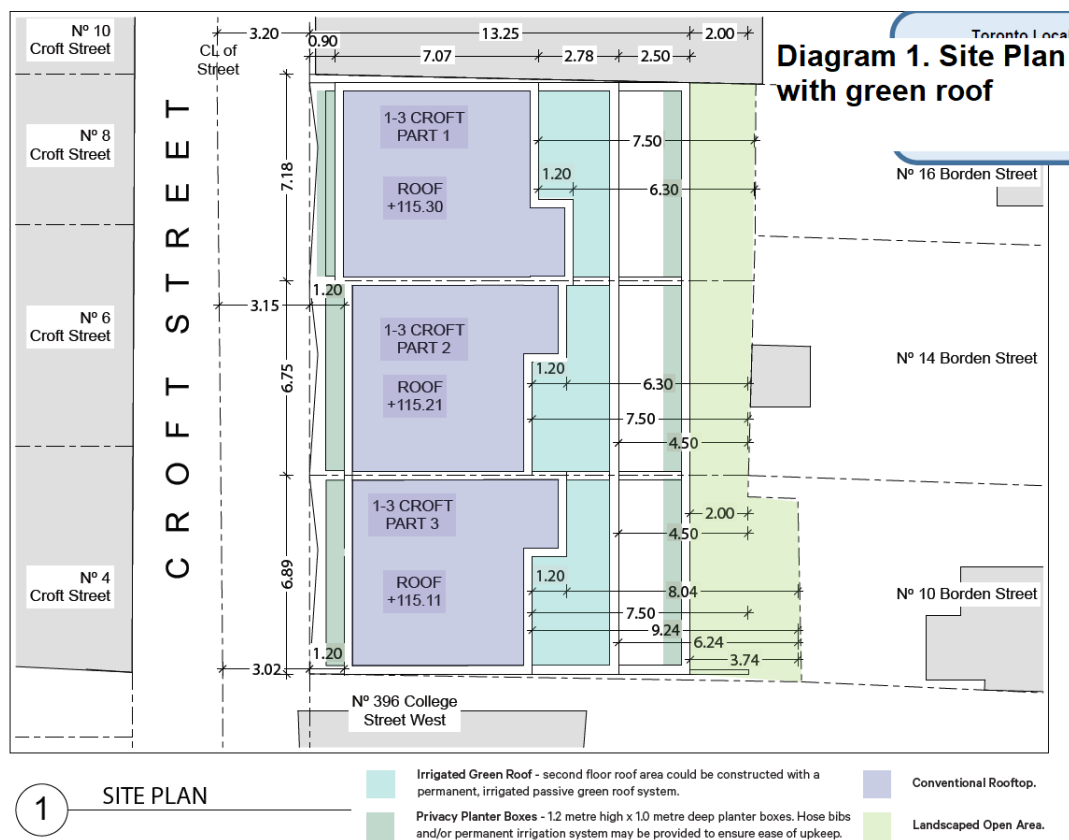 Nº 10
Croft Street
CL of
Street
3.20
13.25
2.00
0.90
7.07
2.78
2.50
Toronto Local
Diagram 1. Site Plan
with green roof
Nº 8
Croft Street
CROFT STREET
7.18
1-3 CROFT
PART 1
ROOF
+115.30
7.50
1.20
6.30
Nº 16 Borden Street
Nº 6
Croft Street
3.15
1.20
6.75
1-3 CROFT
PART 2
ROOF
+115.21
1.20
6.30
7.50
4.50
Nº 14 Borden Street
Nº 4
Croft Street
6.89
3.02
1.20
1-3 CROFT
PART 3
ROOF
+115.11
2.00
4.50
1.20
8.04
7.50
9.24
6.24
3.74
Nº 10 Borden Street
Nº 396 College
Street West
1
SITE PLAN
Irrigated Green Roof - second floor roof area could be constructed with a
permanent, irrigated passive green roof system.
Privacy Planter Boxes - 1.2 metre high x 1.0 metre deep planter boxes. Hose bibs
and/or permanent irrigation system may be provided to ensure ease of upkeep.
Conventional Rooftop.
Landscaped Open Area.